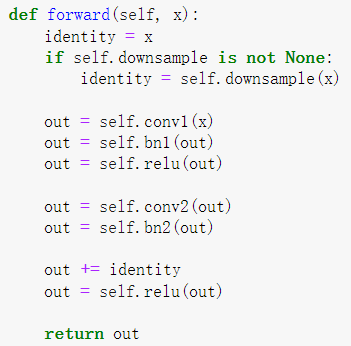 def forward(self, x):
    identity = x
    if self.downsample is not None:
        identity = self.downsample(x)

    out = self.conv1(x)
    out = self.bn1(out)
    out = self.relu(out)

    out = self.conv2(out)
    out = self.bn2(out)

    out += identity
    out = self.relu(out)

    return out